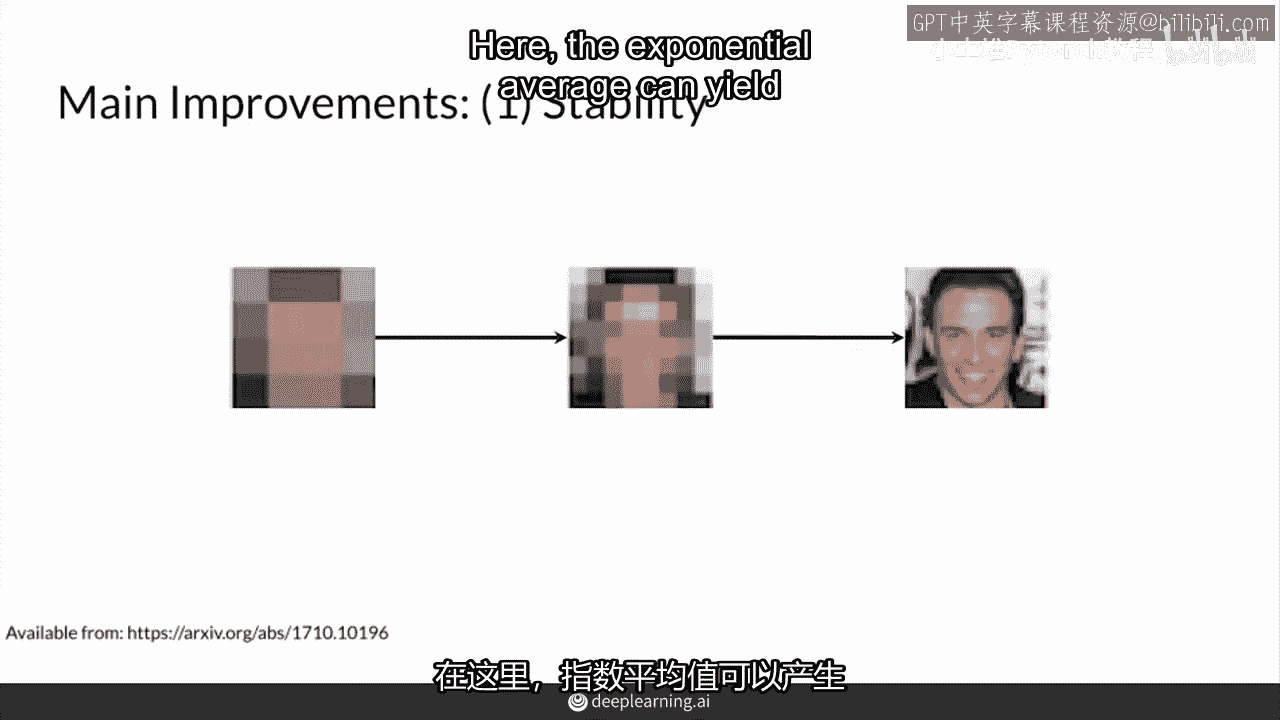 GPT中英字幕课程资源@bilibili.com
Here, the exponential
average can yield
Main Improvements: (1) Stability
Available from: https://arxiv.org/abs/1710.10196
在这里，指数平均值可以产生
deeplearning.ai